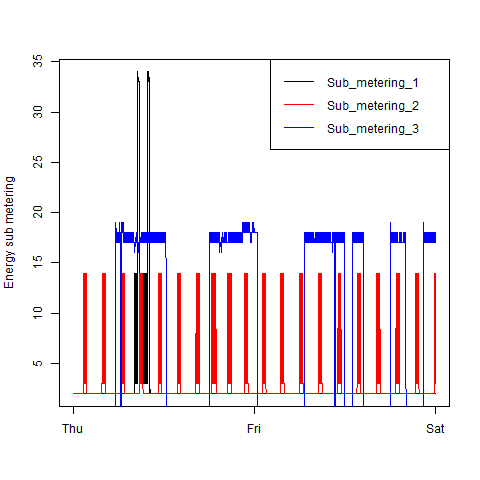 Energy sub metering
35
30
25
20
15
10
5
Thu
Fri
Sat
Sub_metering_1
Sub_metering_2
Sub_metering_3